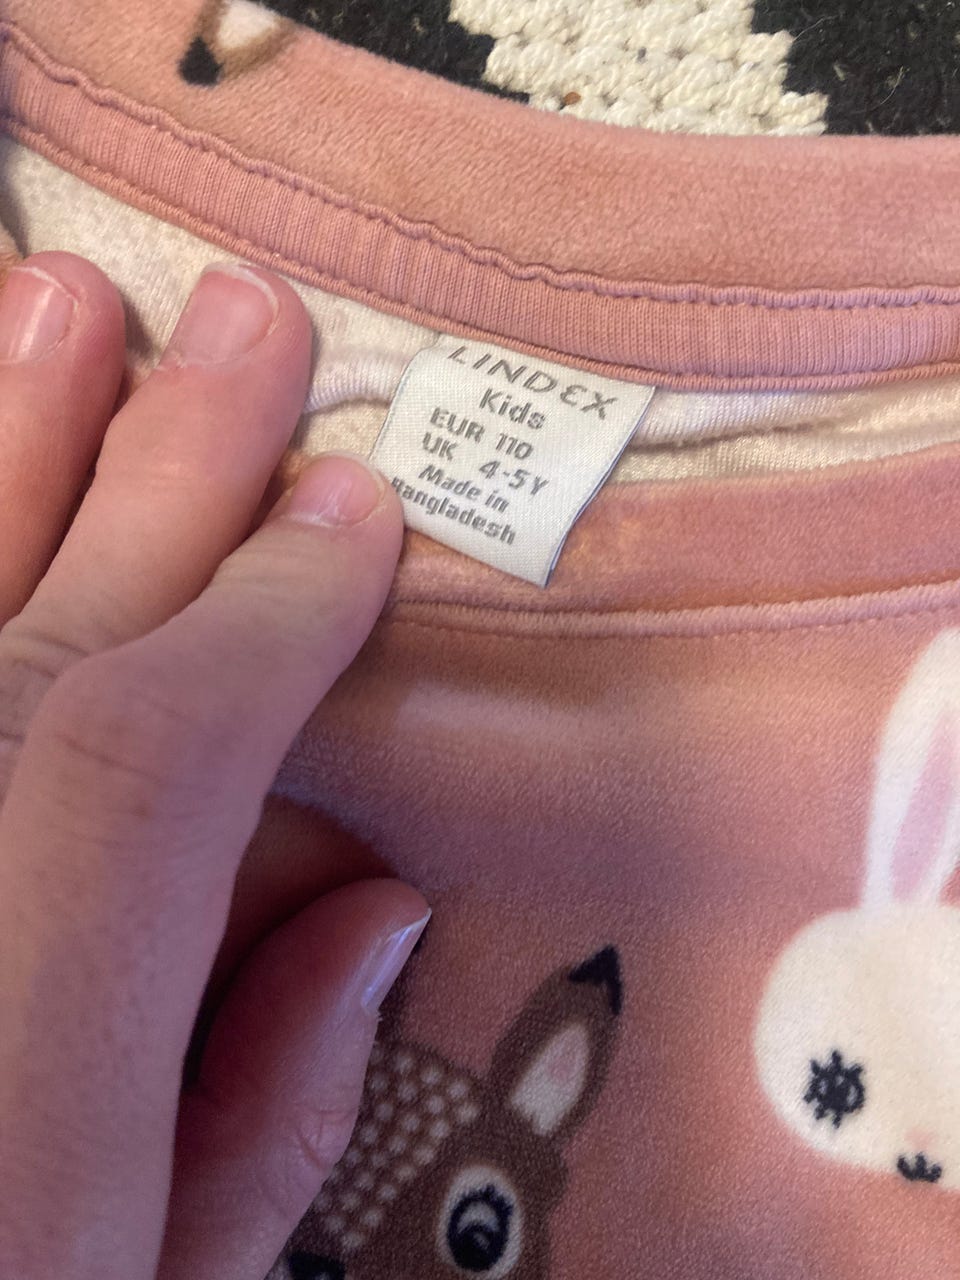 LINDEX
Kids
EUR 110
UK 4-5Y
Made in
Bangladesh